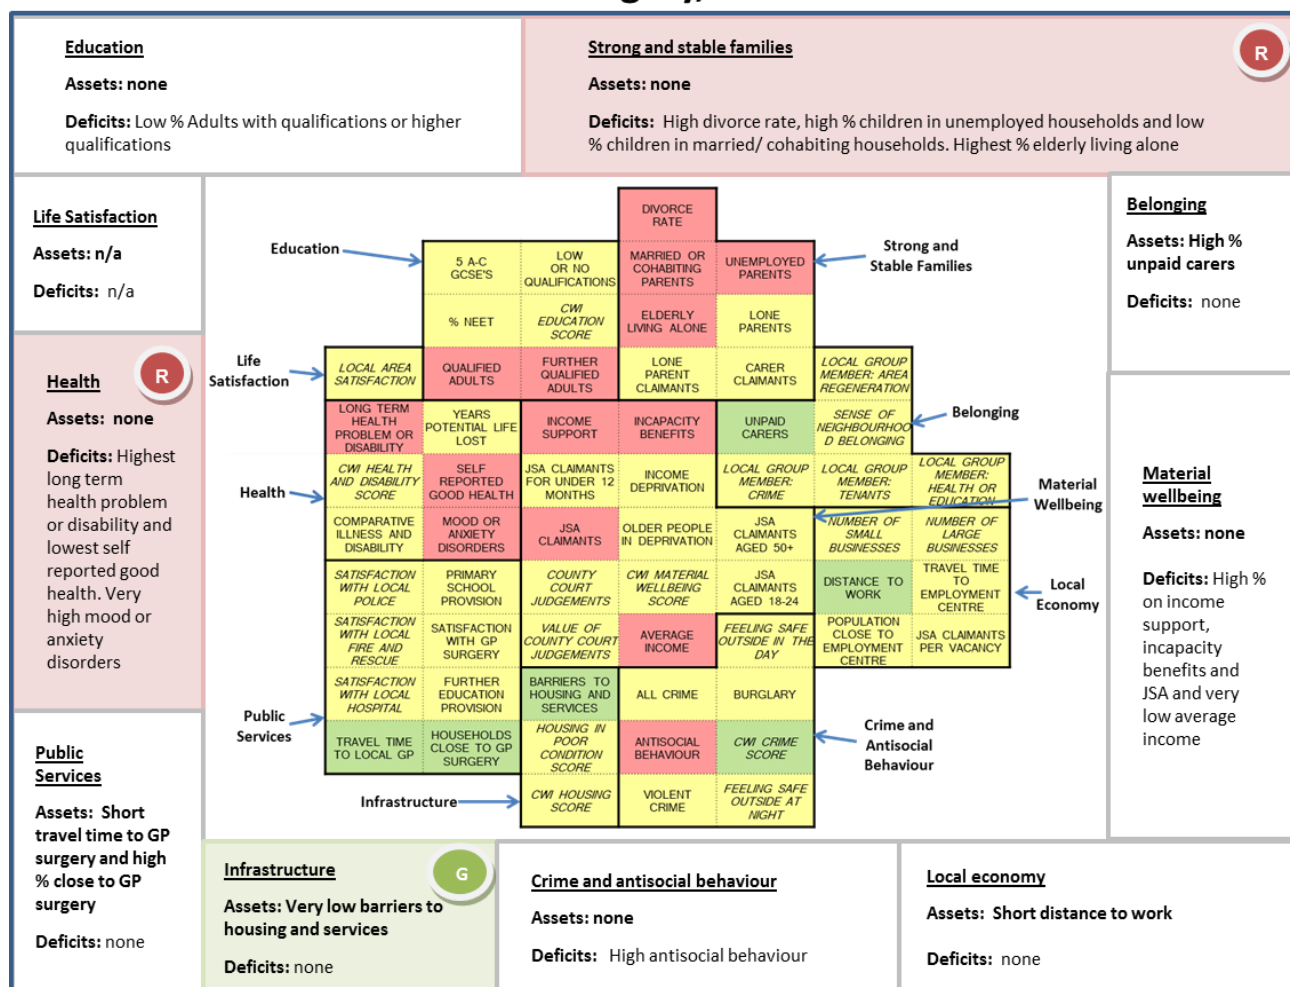 Education
Assets: none
Deficits: Low % Adults with qualifications or higher
qualifications
Strong and stable families
Assets: none
Deficits: High divorce rate, high % children in unemployed households and low
% children in married/ cohabiting households. Highest % elderly living alone
R
Life Satisfaction
Assets: n/a
Deficits: n/a
Belonging
Assets: High %
unpaid carers
Deficits: none
Health
R
Assets: none
Deficits: Highest
long term
health problem
or disability and
lowest self
reported good
health. Very
high mood or
anxiety
disorders
Material
wellbeing
Assets: none
Deficits: High %
on income
support,
incapacity
benefits and
JSA and very
low average
income
Education
Strong and
Stable Families
Life
Satisfaction
Belonging
Health
Material
Wellbeing
Local
Economy
Public
Services
Crime and
Antisocial
Behaviour
Infrastructure
DIVORCE
RATE
5 A-C
GCSE'S
LOW
OR NO
QUALIFICATIONS
MARRIED OR
COHABITING
PARENTS
UNEMPLOYED
PARENTS
% NEET
CWI
EDUCATION
SCORE
ELDERLY
LIVING ALONE
LONE
PARENTS
LOCAL AREA
SATISFACTION
QUALIFIED
ADULTS
FURTHER
QUALIFIED
ADULTS
LONE
PARENT
CLAIMANTS
CARER
CLAIMANTS
LOCAL GROUP
MEMBER: AREA
REGENERATION
LONG TERM
HEALTH
PROBLEM OR
DISABILITY
YEARS
POTENTIAL LIFE
LOST
INCOME
SUPPORT
INCAPACITY
BENEFITS
UNPAID
CARERS
SENSE OF
NEIGHBOURHOO
D BELONGING
CWI HEALTH
AND DISABILITY
SCORE
SELF
REPORTED
GOOD HEALTH
JSA CLAIMANTS
FOR UNDER 12
MONTHS
INCOME
DEPRIVATION
LOCAL GROUP
MEMBER:
CRIME
LOCAL GROUP
MEMBER:
TENANTS
LOCAL GROUP
MEMBER:
HEALTH OR
EDUCATION
COMPARATIVE
ILLNESS AND
DISABILITY
MOOD OR
ANXIETY
DISORDERS
JSA
CLAIMANTS
OLDER PEOPLE
IN DEPRIVATION
JSA
CLAIMANTS
AGED 50+
NUMBER OF
SMALL
BUSINESSES
NUMBER OF
LARGE
BUSINESSES
SATISFACTION
WITH LOCAL
POLICE
PRIMARY
SCHOOL
PROVISION
COUNTY
COURT
JUDGEMENTS
CWI MATERIAL
WELLBEING
SCORE
JSA
CLAIMANTS
AGED 18-24
DISTANCE TO
WORK
TRAVEL TIME
TO
EMPLOYMENT
CENTRE
SATISFACTION
WITH LOCAL
FIRE AND
RESCUE
SATISFACTION
WITH GP
SURGERY
VALUE OF
COUNTY COURT
JUDGEMENTS
AVERAGE
INCOME
FEELING SAFE
OUTSIDE IN THE
DAY
POPULATION
CLOSE TO
EMPLOYMENT
CENTRE
JSA CLAIMANTS
PER VACANCY
SATISFACTION
WITH LOCAL
HOSPITAL
FURTHER
EDUCATION
PROVISION
BARRIERS TO
HOUSING AND
SERVICES
ALL CRIME
BURGLARY
TRAVEL TIME
TO LOCAL GP
HOUSEHOLDS
CLOSE TO GP
SURGERY
HOUSING IN
POOR
CONDITION
SCORE
ANTISOCIAL
BEHAVIOUR
CWI CRIME
SCORE
CWI HOUSING
SCORE
VIOLENT
CRIME
FEELING SAFE
OUTSIDE AT
NIGHT
Public
Services
Assets: Short
travel time to GP
surgery and high
% close to GP
surgery
Deficits: none
Infrastructure
G
Assets: Very low barriers to
housing and services
Deficits: none
Crime and antisocial behaviour
Assets: none
Deficits: High antisocial behaviour
Local economy
Assets: Short distance to work
Deficits: none